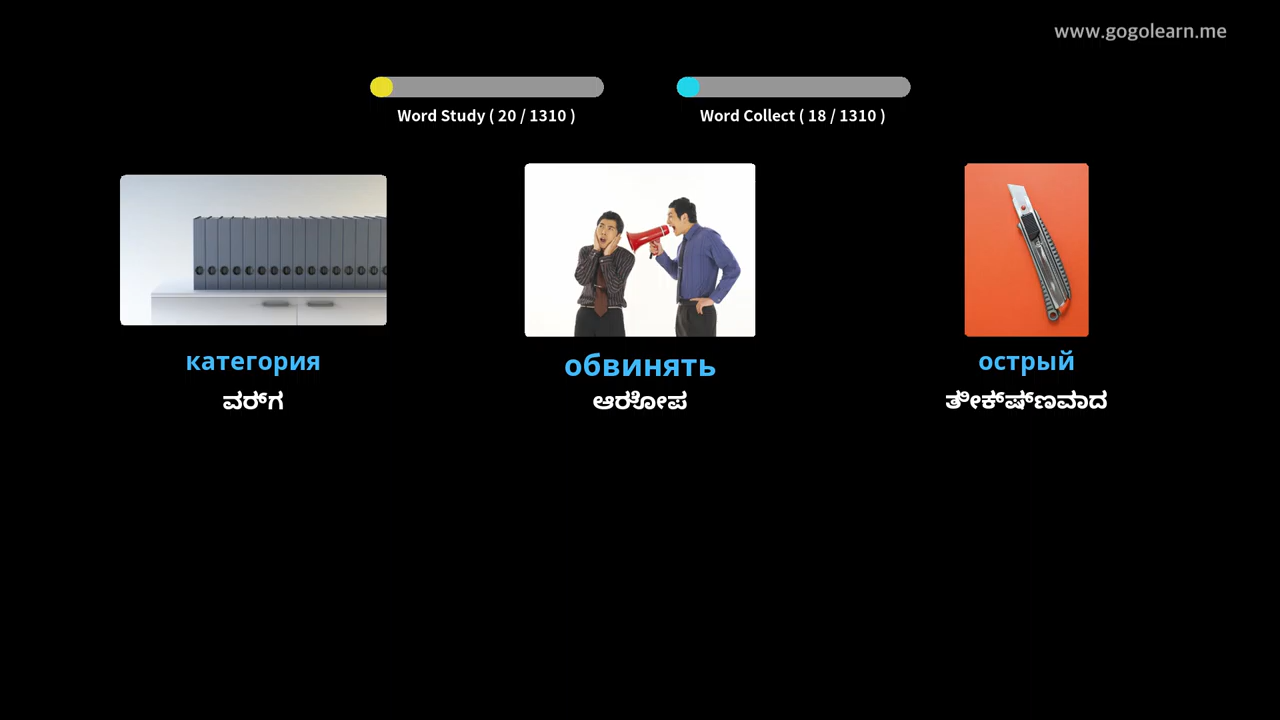 www.gogolearn.me
Word Study ( 20 / 1310 )
Word Collect ( 18 / 1310 )
категория
обвинять
острый
ವರ್ಗ
ಆರೋಪ
ತೀಕ್ಷ್ಣವಾದ